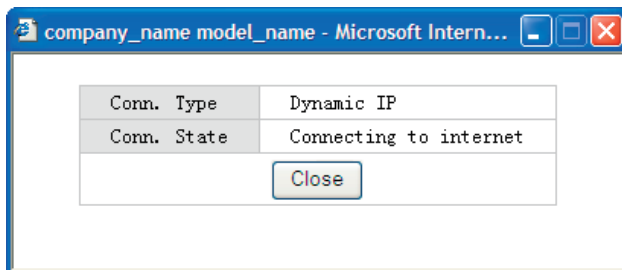 company_name model_name - Microsoft Intern...
Conn. Type Dynamic IP
Conn. State Connecting to internet
Close